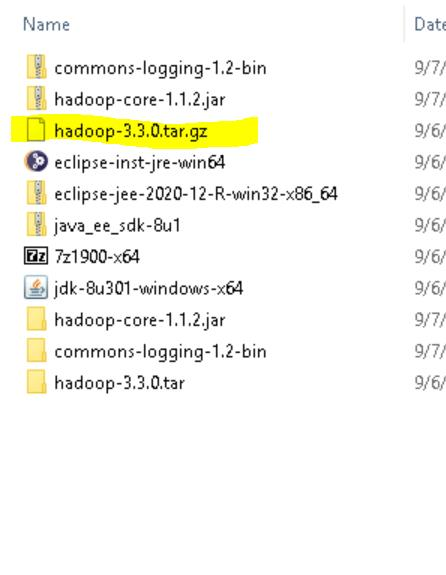 Name Date
commons-logging-1.2-bin 9/7/
hadoop-core-1.1.2.jar 9/7/
hadoop-3.3.0.tar.gz 9/6/
eclipse-inst-jre-win64 9/6/
eclipse-jee-2020-12-R-win32-x86_64 9/6/
java_ee_sdk-8u1 9/6/
7z 7z1900-x64 9/6/
jdk-8u301-windows-x64 9/6/
hadoop-core-1.1.2.jar 9/7/
commons-logging-1.2-bin 9/7/
hadoop-3.3.0.tar 9/6/